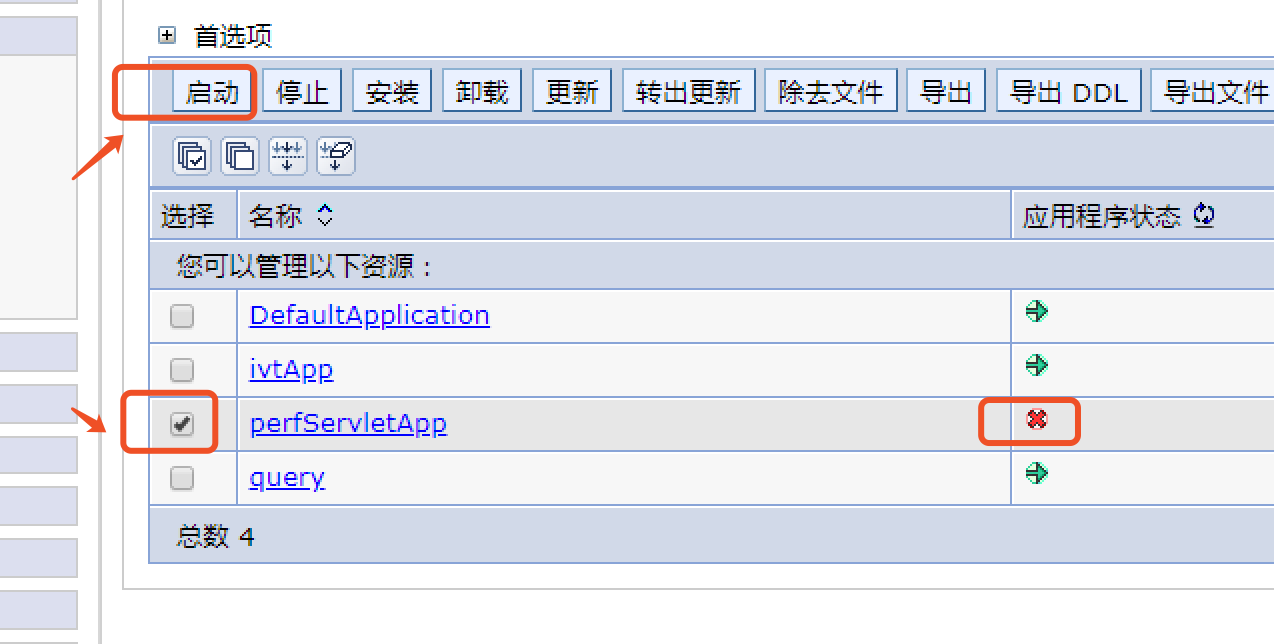 首选项
启动 停止 安装 卸载 更新 转出更新 除去文件 导出 导出 DDL 导出文件
选择 名称 应用程序状态
您可以管理以下资源：
DefaultApplication
ivtApp
perfServletApp
query
总数 4